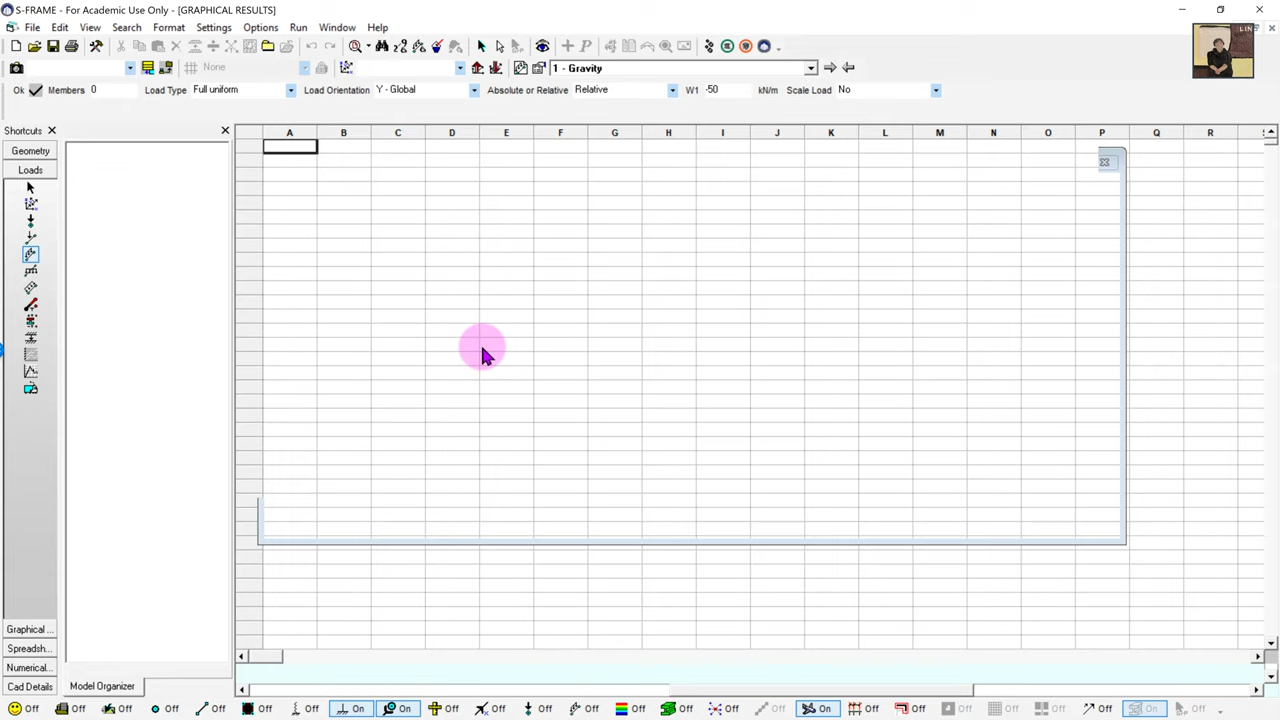 S-FRAME - For Academic Use Only - [GRAPHICAL RESULTS]
File Edit View Search Format Settings Options Run Window Help
LIN
None
1 - Gravity
Ok Members 0 Load Type Full uniform Load Orientation Y - Global Absolute or Relative Relative W1 -50 kN/m Scale Load No
Shortcuts
A B C D E F G H I J K L M N O P Q R
Geometry
Loads
Graphical ...
Spreadsh...
Numerical...
Cad Details
Model Organizer
Off Off Off Off Off Off Off On On Off Off Off Off Off Off Off Off On Off Off Off Off Off On Off